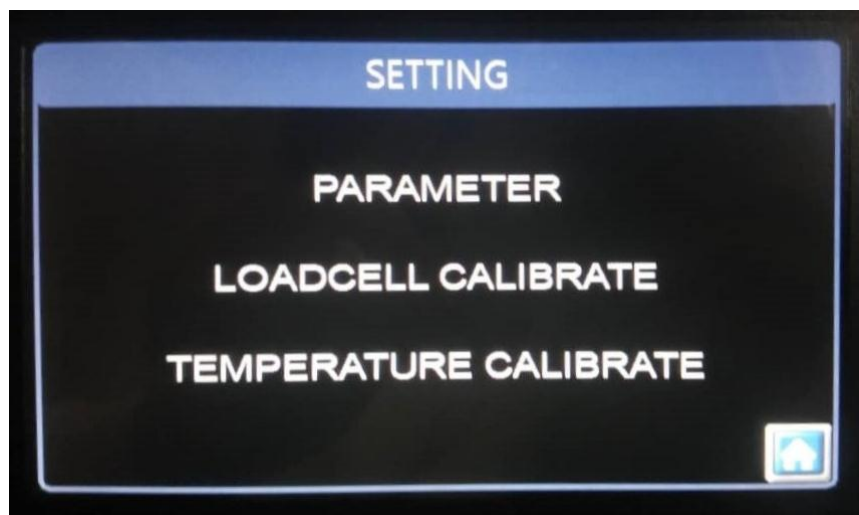 SETTING
PARAMETER
LOADCELL CALIBRATE
TEMPERATURE CALIBRATE